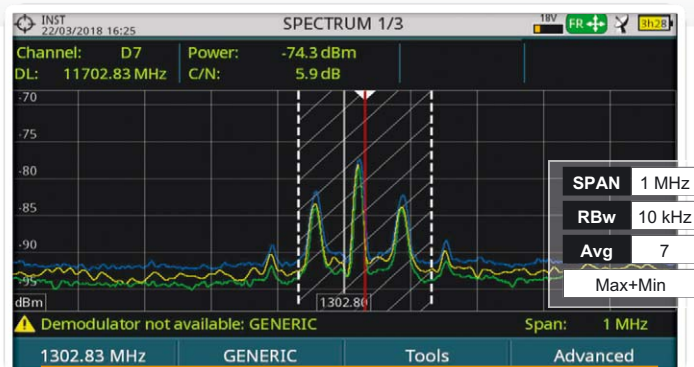 INST
22/03/2018 16:25
SPECTRUM 1/3
18V
FR
3h28
Channel: D7
Power: -74.3 dBm
DL: 11702.83 MHz
C/N: 5.9 dB
-70
-75
-80
-85
-90
-95
dBm
1302.80
SPAN 1 MHz
RBw 10 kHz
Avg 7
Max+Min
Demodulator not available: GENERIC
Span: 1 MHz
1302.83 MHz
GENERIC
Tools
Advanced